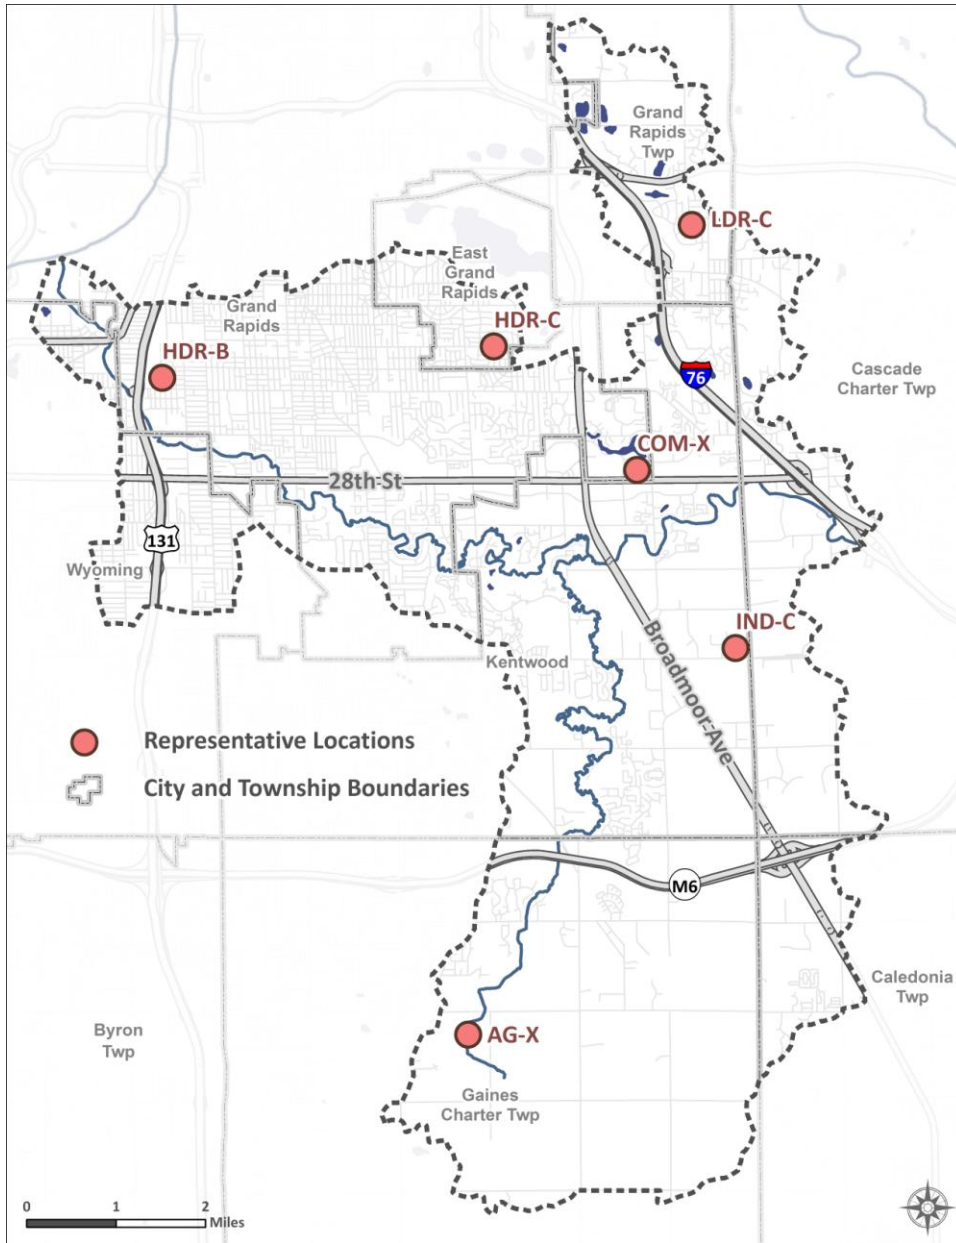 Grand
Rapids
Twp
LDR-C
East
Grand
Rapids
Grand
Rapids
HDR-C
HDR-B
76
Cascade
Charter Twp
COM-X
28th St
131
Wyoming
IND-C
Kentwood
Broadmoor Ave
Representative Locations
City and Township Boundaries
M6
Caledonia
Twp
Byron
Twp
AG-X
Gaines
Charter Twp
0 1 2
Miles